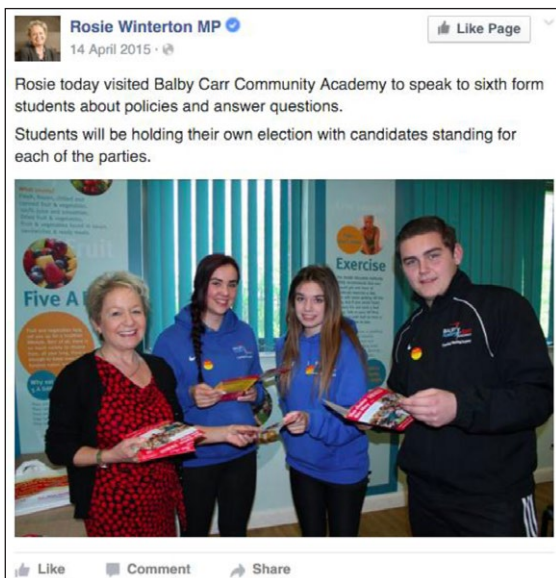 Rosie Winterton MP
Like Page
14 April 2015
Rosie today visited Balby Carr Community Academy to speak to sixth form
students about policies and answer questions.
Students will be holding their own election with candidates standing for
each of the parties.
Five A
Exercise
Like
Comment
Share